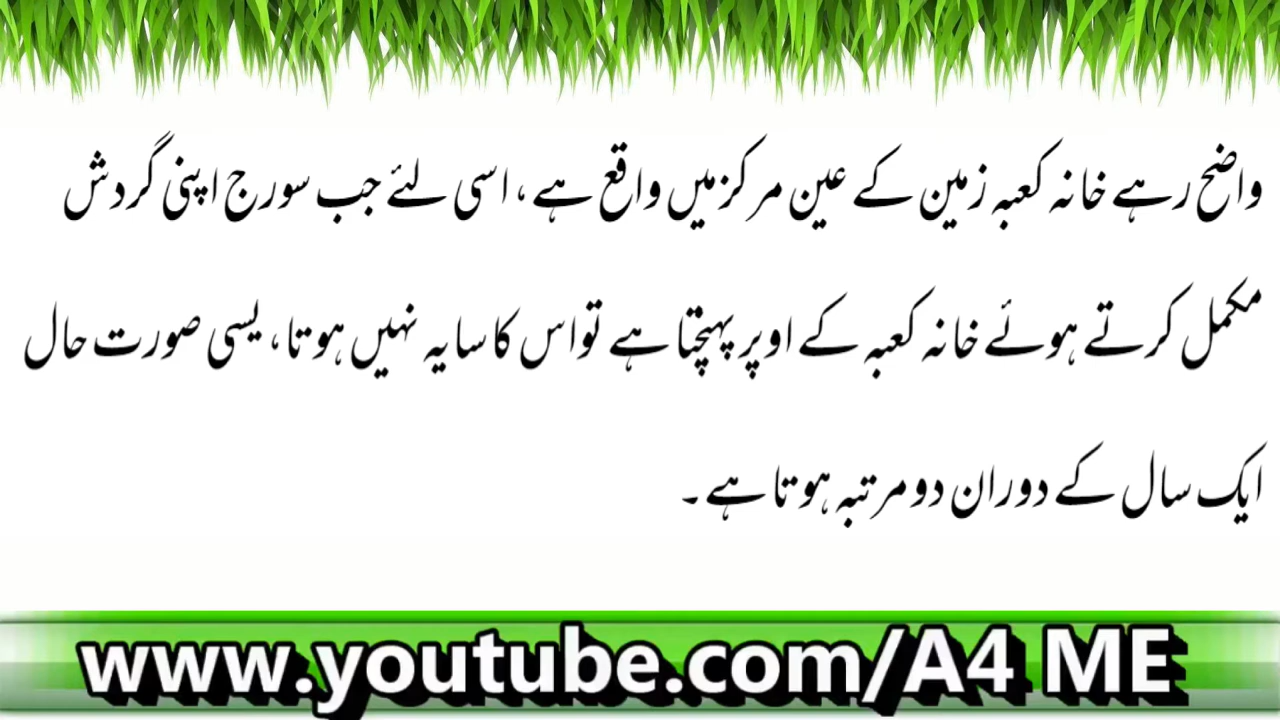 واضح رہے خانہ کعبہ زمین کے عین مرکز میں واقع ہے، اسی لئے جب سورج اپنی گردش
مکمل کرتے ہوئے خانہ کعبہ کے اوپر پہنچتا ہے تو اس کا سایہ نہیں ہوتا، یسی صورت حال
ایک سال کے دوران دو مرتبہ ہوتا ہے۔
www.youtube.com/A4 ME